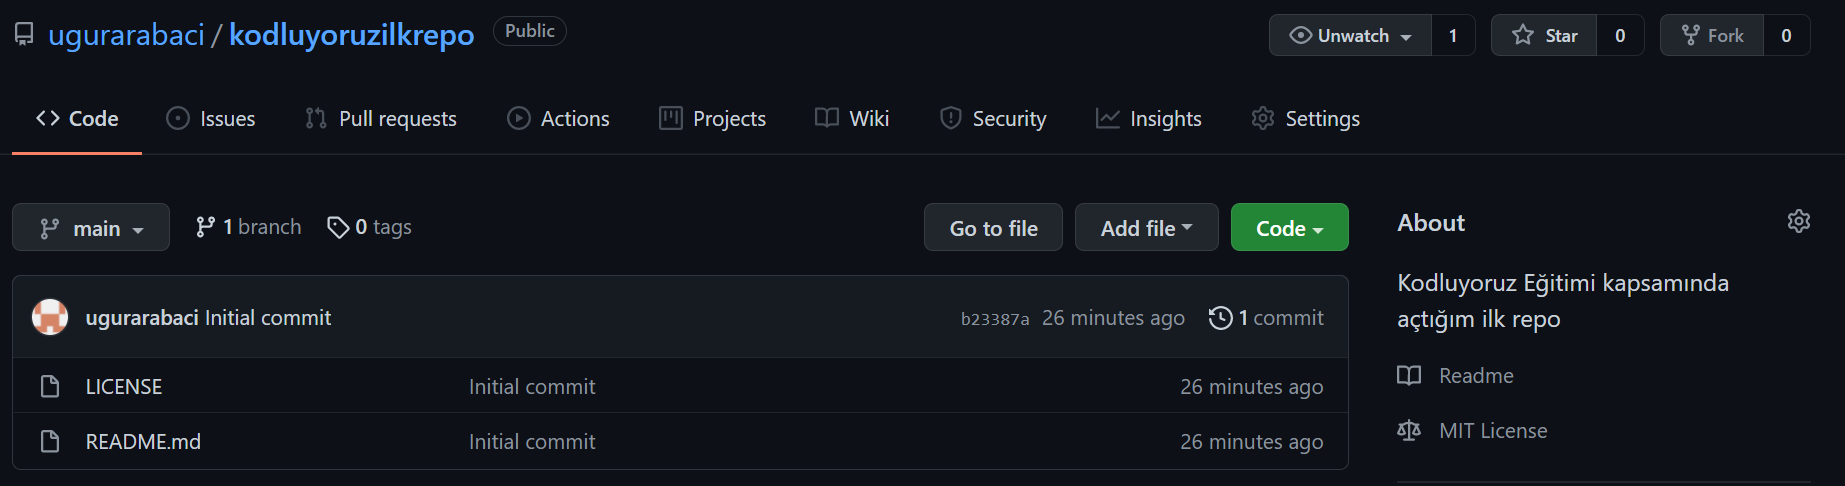 ugurarabaci / kodluyoruzilkrepo Public
Unwatch 1 Star 0 Fork 0
Code Issues Pull requests Actions Projects Wiki Security Insights Settings
main 1 branch 0 tags Go to file Add file Code
ugurarabaci Initial commit b23387a 26 minutes ago 1 commit
LICENSE Initial commit 26 minutes ago
README.md Initial commit 26 minutes ago
About
Kodluyoruz Eğitimi kapsamında
açtığım ilk repo
Readme
MIT License